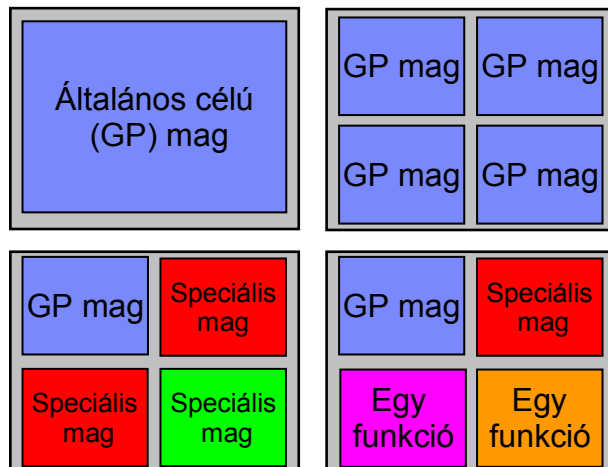 Általános célú
(GP) mag
GP mag
GP mag
GP mag
GP mag
GP mag
Speciális
mag
Speciális
mag
Speciális
mag
GP mag
Speciális
mag
Egy
funkció
Egy
funkció